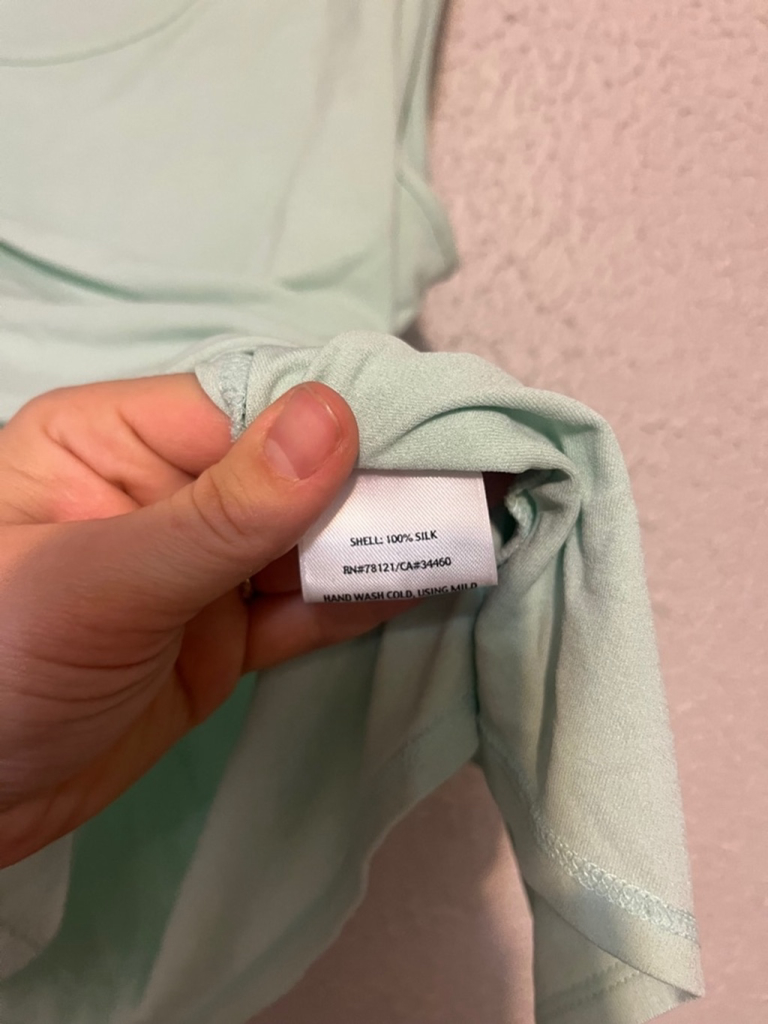 SHELL: 100% SILK
RN#78121/CA#34460
HAND WASH COLD, USING MILD